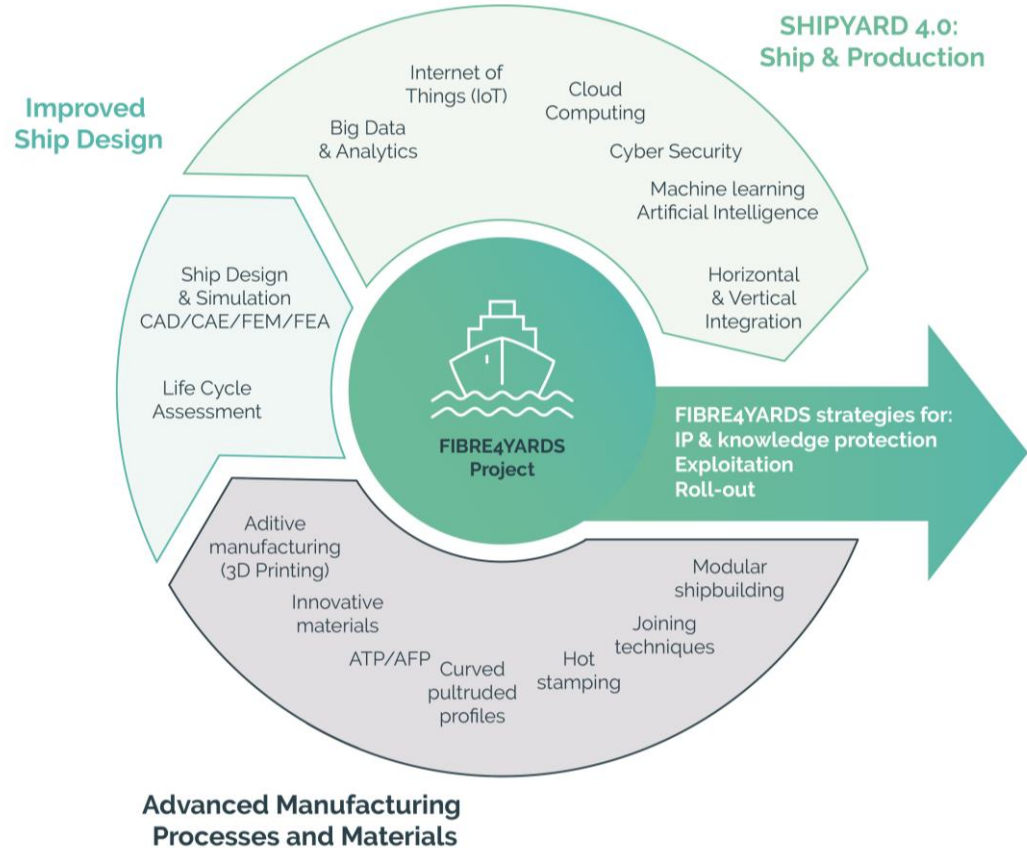 SHIPYARD 4.0:
Ship & Production
Improved
Ship Design
Internet of
Things (IoT)
Cloud
Computing
Big Data
& Analytics
Cyber Security
Machine learning
Artificial Intelligence
Horizontal
& Vertical
Integration
Ship Design
& Simulation
CAD/CAE/FEM/FEA
Life Cycle
Assessment
FIBRE4YARDS
Project
FIBRE4YARDS strategies for:
IP & knowledge protection
Exploitation
Roll-out
Aditive
manufacturing
(3D Printing)
Innovative
materials
ATP/AFP
Curved
pultruded
profiles
Hot
stamping
Joining
techniques
Modular
shipbuilding
Advanced Manufacturing
Processes and Materials